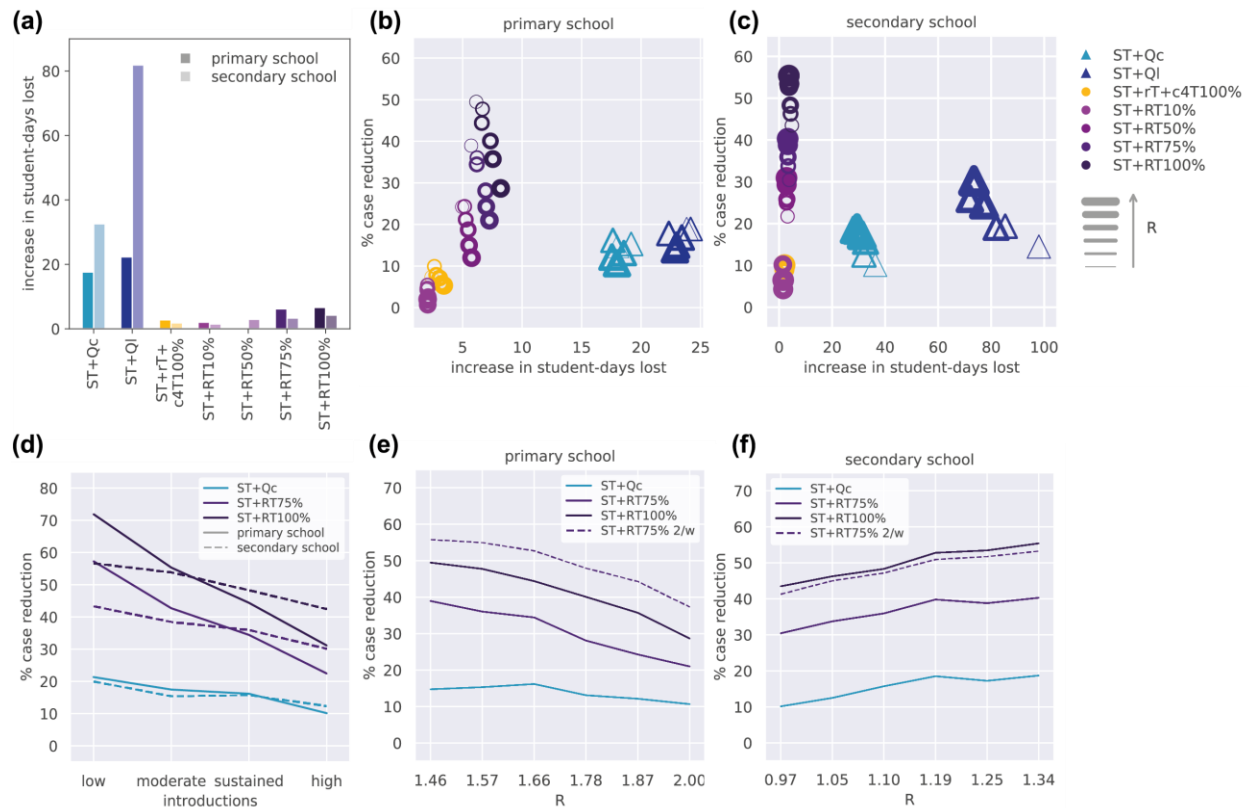 (a)
increase in student-days lost
80
60
40
20
0
primary school
secondary school
ST+Qc
ST+Ql
ST+rT+
c4T100%
ST+RT10%
ST+RT50%
ST+RT75%
ST+RT100%
(b)
primary school
% case reduction
60
50
40
30
20
10
0
5
10
15
20
25
increase in student-days lost
(c)
secondary school
% case reduction
60
50
40
30
20
10
0
0
20
40
60
80
100
increase in student-days lost
ST+Qc
ST+Ql
ST+rT+c4T100%
ST+RT10%
ST+RT50%
ST+RT75%
ST+RT100%
R
(d)
% case reduction
80
70
60
50
40
30
20
10
0
ST+Qc
ST+RT75%
ST+RT100%
primary school
secondary school
low moderate sustained high
introductions
(e)
primary school
% case reduction
70
60
50
40
30
20
10
0
ST+Qc
ST+RT75%
ST+RT100%
ST+RT75% 2/w
1.46 1.57 1.66 1.78 1.87 2.00
R
(f)
secondary school
% case reduction
70
60
50
40
30
20
10
0
ST+Qc
ST+RT75%
ST+RT100%
ST+RT75% 2/w
0.97 1.05 1.10 1.19 1.25 1.34
R